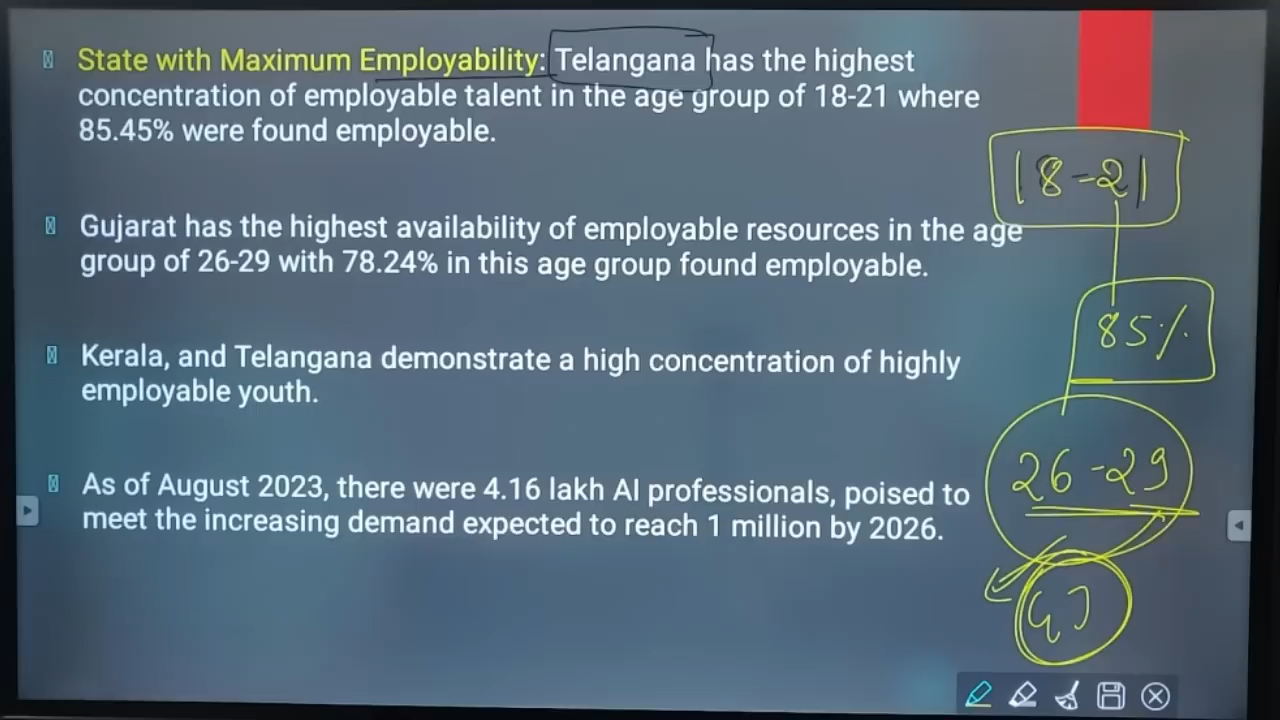 State with Maximum Employability: Telangana has the highest
concentration of employable talent in the age group of 18-21 where
85.45% were found employable.
Gujarat has the highest availability of employable resources in the age
group of 26-29 with 78.24% in this age group found employable.
Kerala, and Telangana demonstrate a high concentration of highly
employable youth.
As of August 2023, there were 4.16 lakh AI professionals, poised to
meet the increasing demand expected to reach 1 million by 2026.
18-21
85%
26-29
GJ